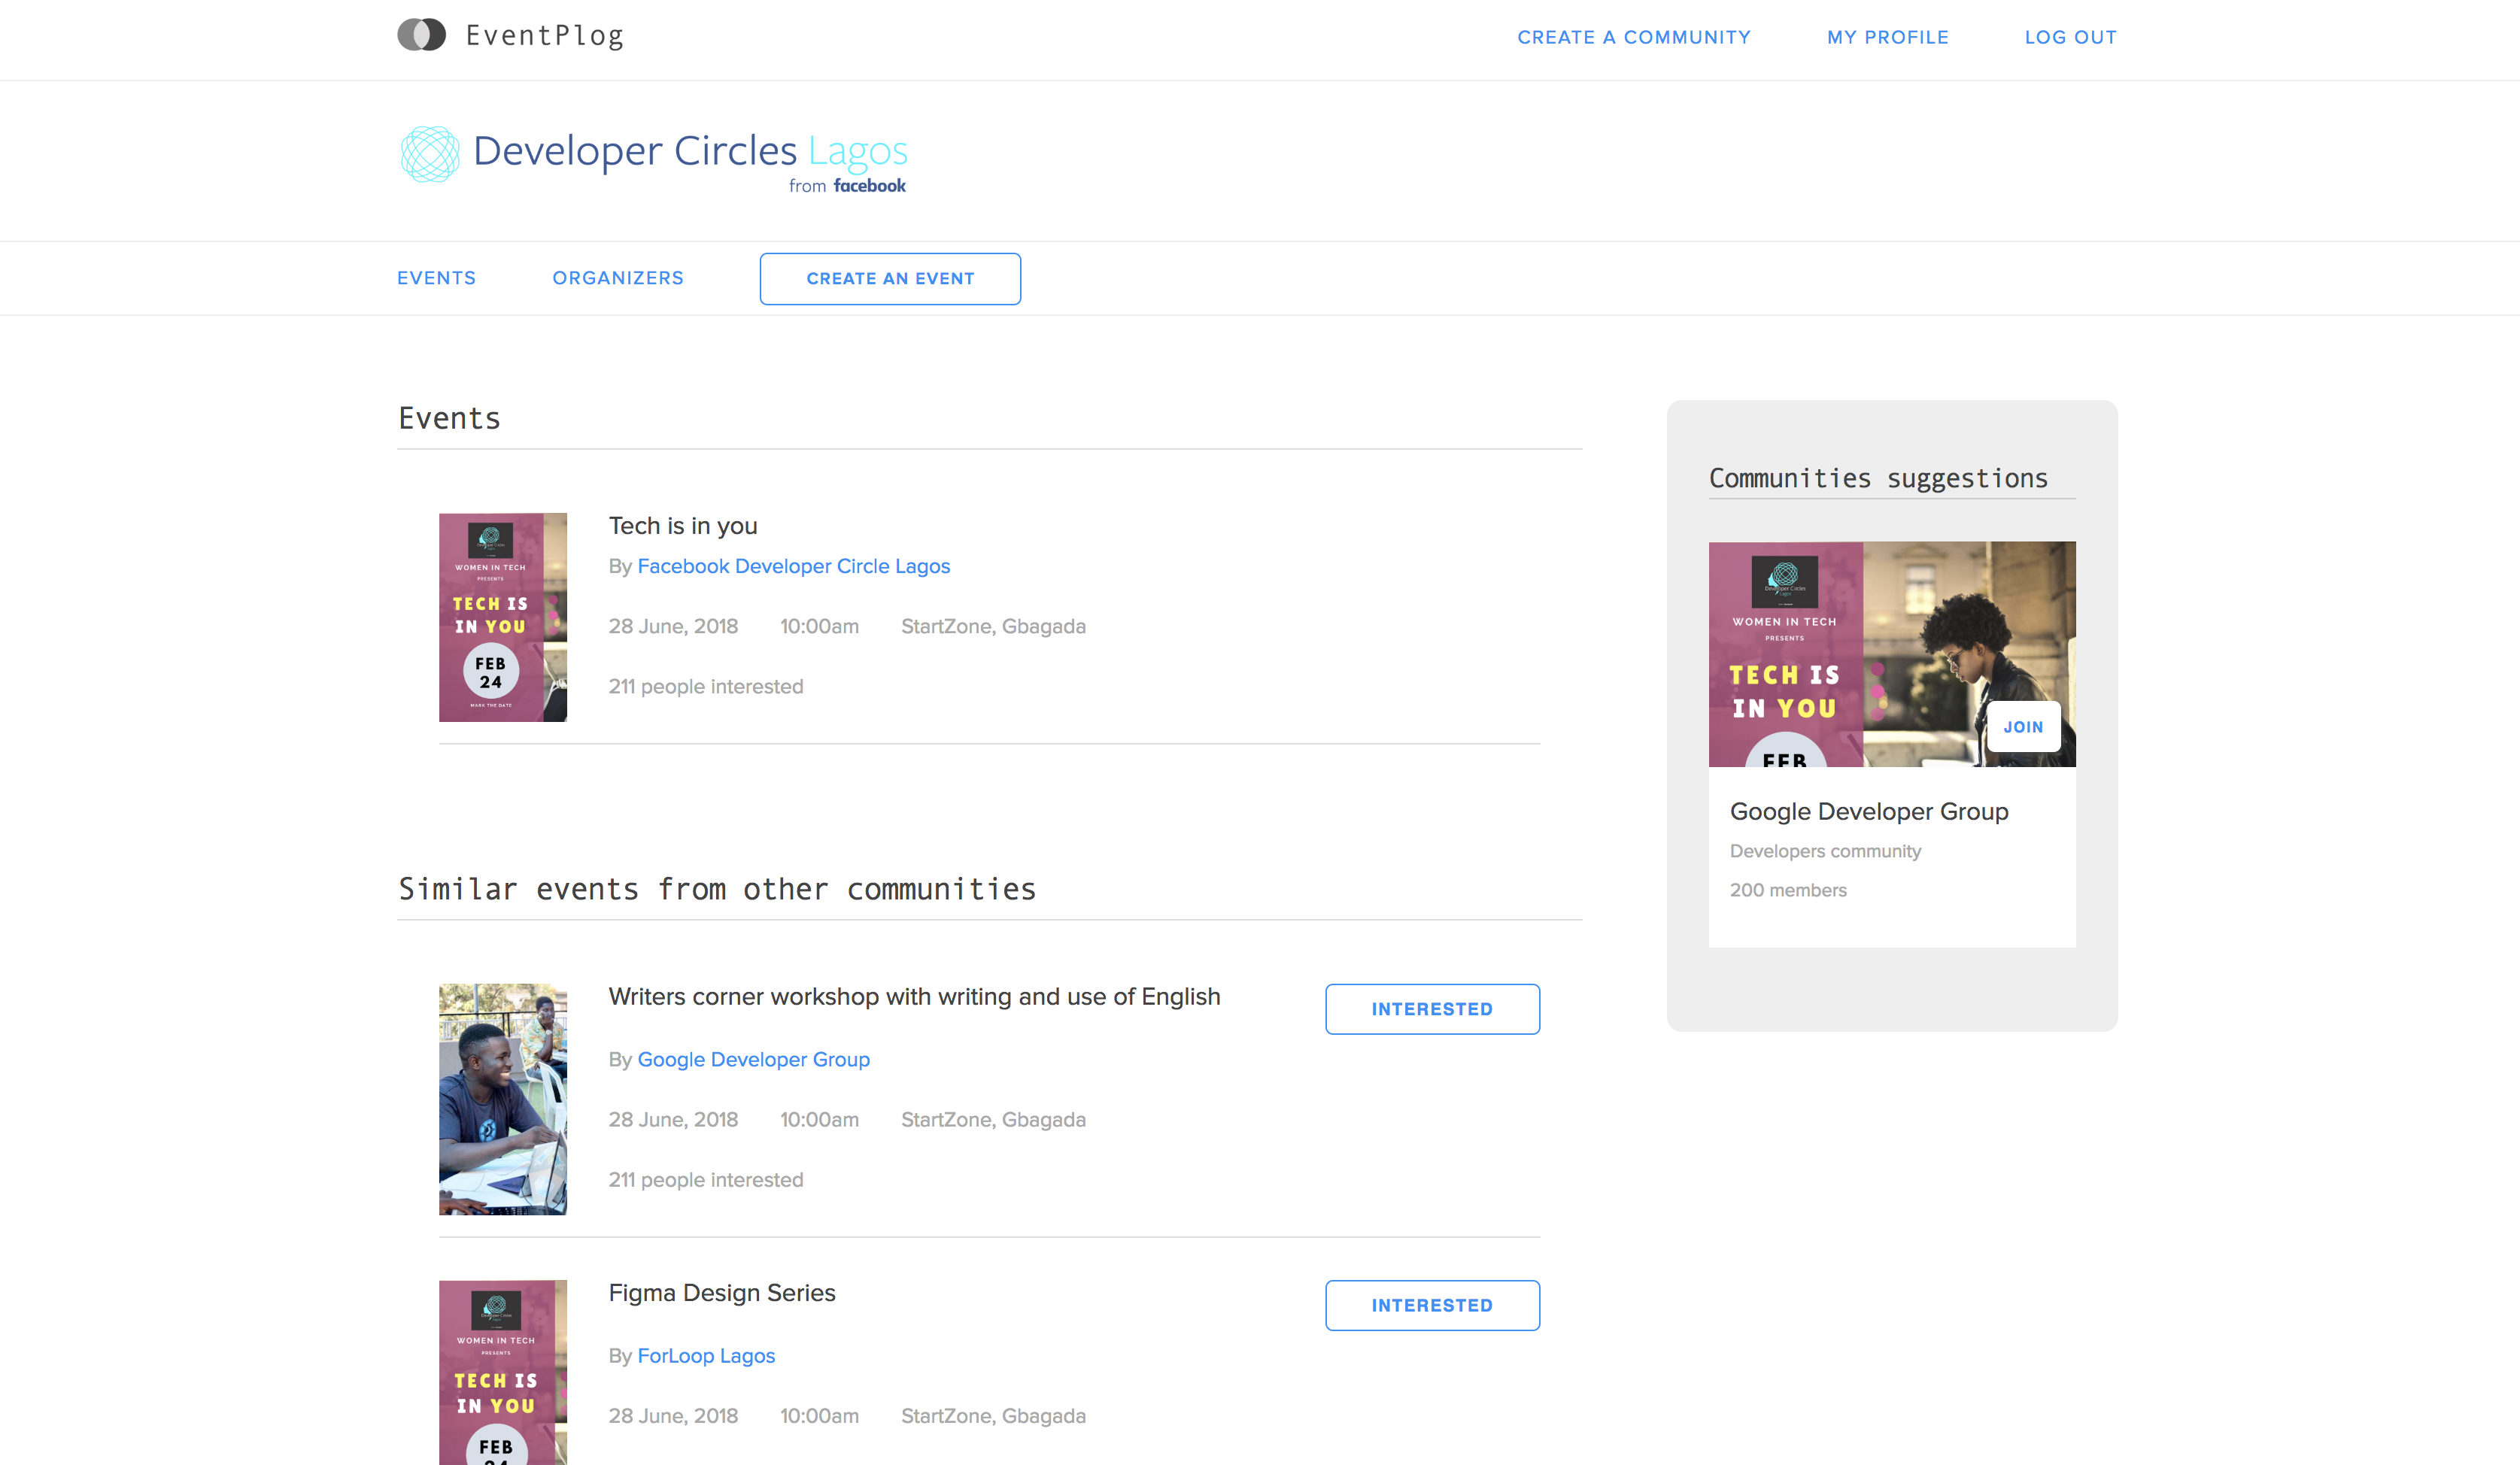 EventPlog
CREATE A COMMUNITY
MY PROFILE
LOG OUT
Developer Circles Lagos
from facebook
EVENTS
ORGANIZERS
CREATE AN EVENT
Events
WOMEN IN TECH
PRESENTS
TECH IS
IN YOU
FEB
24
MARK THE DATE
Tech is in you
By Facebook Developer Circle Lagos
28 June, 2018 10:00am StartZone, Gbagada
211 people interested
Communities suggestions
Developer Circles
Lagos
WOMEN IN TECH
PRESENTS
TECH IS
IN YOU
FEB
JOIN
Google Developer Group
Developers community
200 members
Similar events from other communities
Writers corner workshop with writing and use of English
INTERESTED
By Google Developer Group
28 June, 2018 10:00am StartZone, Gbagada
211 people interested
WOMEN IN TECH
PRESENTS
TECH IS
IN YOU
FEB
24
Figma Design Series
INTERESTED
By ForLoop Lagos
28 June, 2018 10:00am StartZone, Gbagada